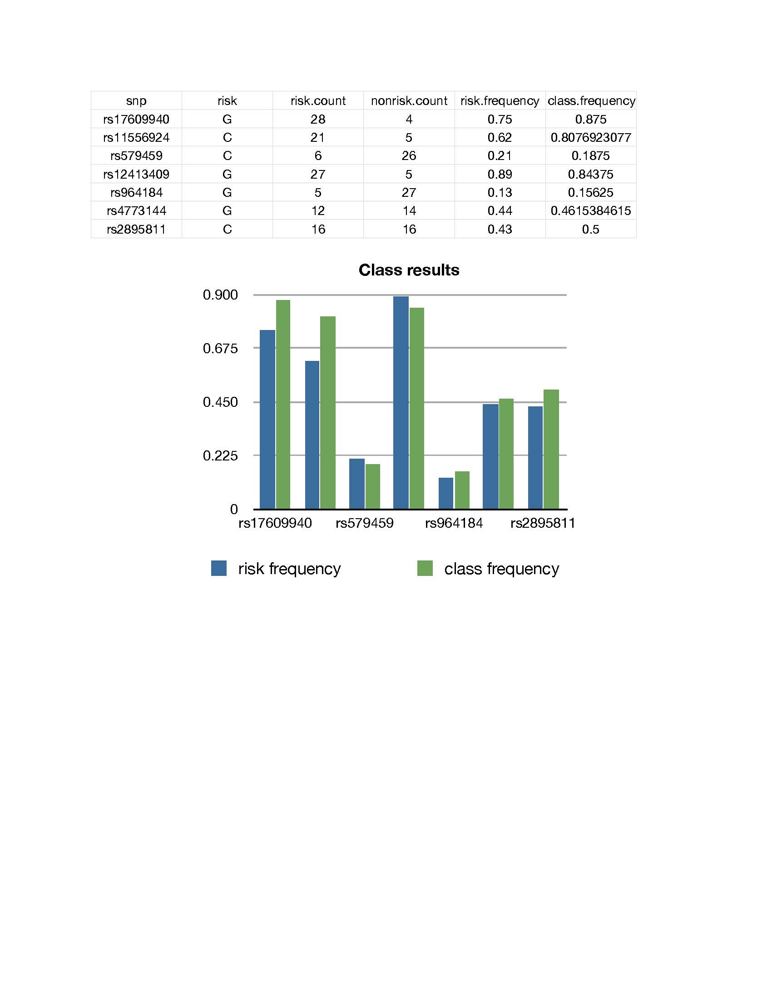 snp risk risk.count nonrisk.count risk.frequency class.frequency
rs17609940 G 28 4 0.75 0.875
rs11556924 C 21 5 0.62 0.8076923077
rs579459 C 6 26 0.21 0.1875
rs12413409 G 27 5 0.89 0.84375
rs964184 G 5 27 0.13 0.15625
rs4773144 G 12 14 0.44 0.4615384615
rs2895811 C 16 16 0.43 0.5
Class results
0.900
0.675
0.450
0.225
0
rs17609940 rs579459 rs964184 rs2895811
risk frequency class frequency